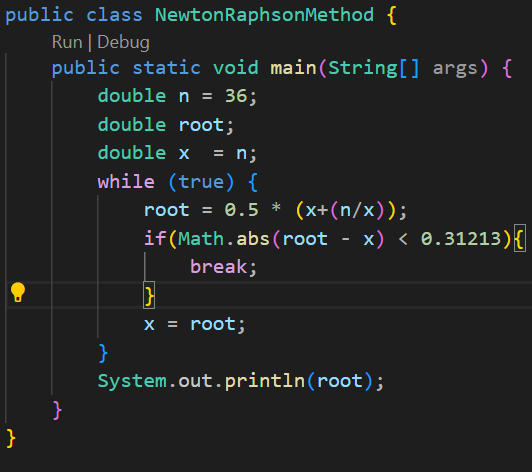 public class NewtonRaphsonMethod {
Run | Debug
public static void main(String[] args) {
double n = 36;
double root;
double x  = n;
while (true) {
root = 0.5 * (x+(n/x));
if(Math.abs(root - x) < 0.31213){
break;
}
x = root;
}
System.out.println(root);
}
}